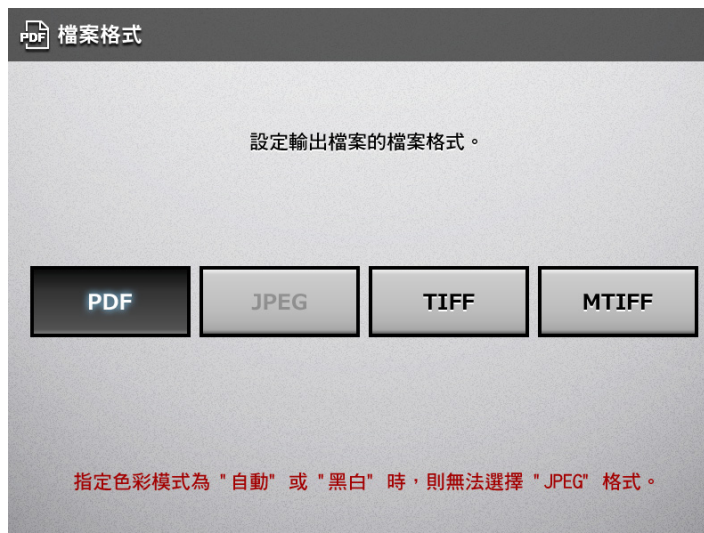 PDF 檔案格式
設定輸出檔案的檔案格式。
PDF JPEG TIFF MTIFF
指定色彩模式為 "自動" 或 "黑白" 時，則無法選擇 "JPEG" 格式。